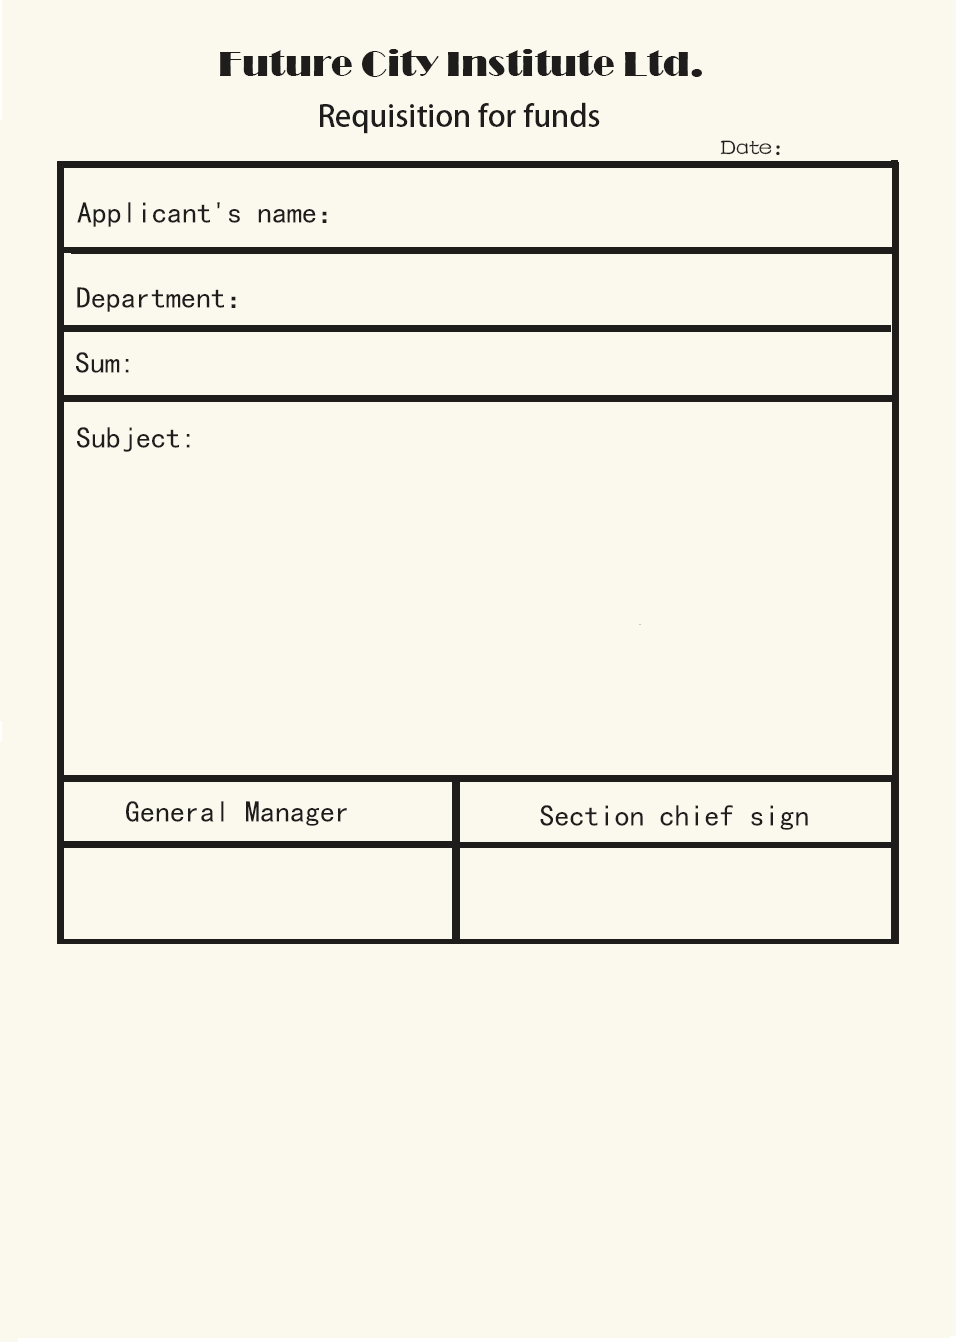 Future City Institute Ltd.
Requisition for funds
Date:
Applicant's name:
Department:
Sum:
Subject:
General Manager
Section chief sign